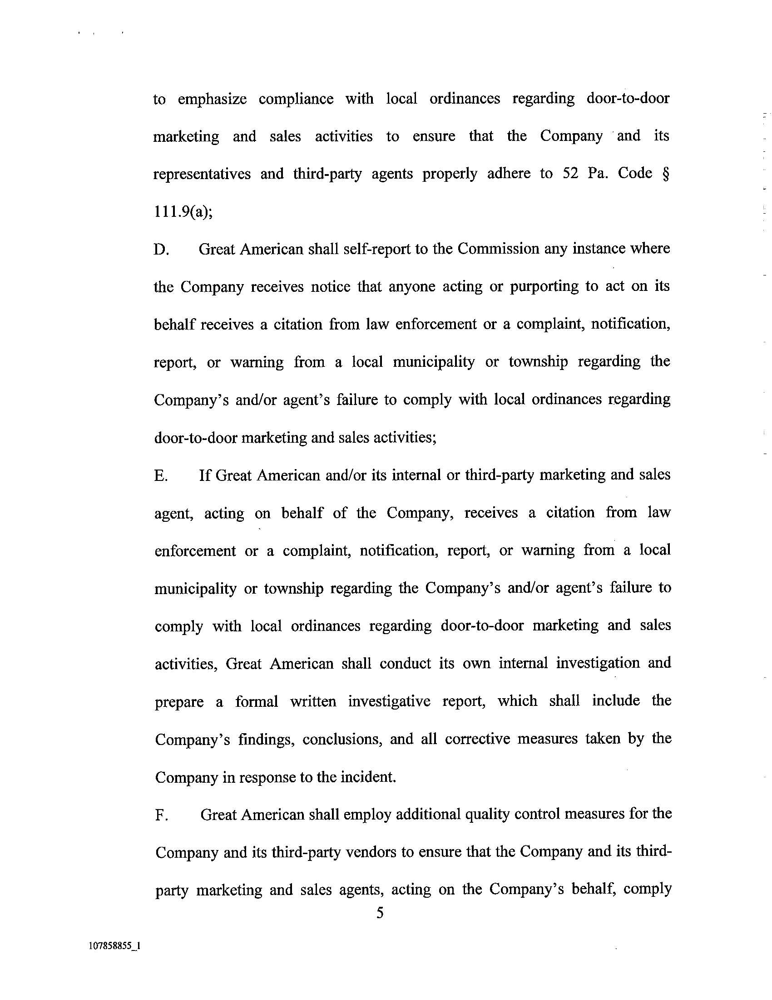 to emphasize compliance with local ordinances regarding door-to-door
marketing and sales activities to ensure that the Company and its
representatives and third-party agents properly adhere to 52 Pa. Code §
111.9(a);
D. Great American shall self-report to the Commission any instance where
the Company receives notice that anyone acting or purporting to act on its
behalf receives a citation from law enforcement or a complaint, notification,
report, or warning from a local municipality or township regarding the
Company's and/or agent's failure to comply with local ordinances regarding
door-to-door marketing and sales activities;
E. If Great American and/or its internal or third-party marketing and sales
agent, acting on behalf of the Company, receives a citation from law
enforcement or a complaint, notification, report, or warning from a local
municipality or township regarding the Company's and/or agent's failure to
comply with local ordinances regarding door-to-door marketing and sales
activities, Great American shall conduct its own internal investigation and
prepare a formal written investigative report, which shall include the
Company's findings, conclusions, and all corrective measures taken by the
Company in response to the incident.
F. Great American shall employ additional quality control measures for the
Company and its third-party vendors to ensure that the Company and its third-
party marketing and sales agents, acting on the Company's behalf, comply
5
107858855_1